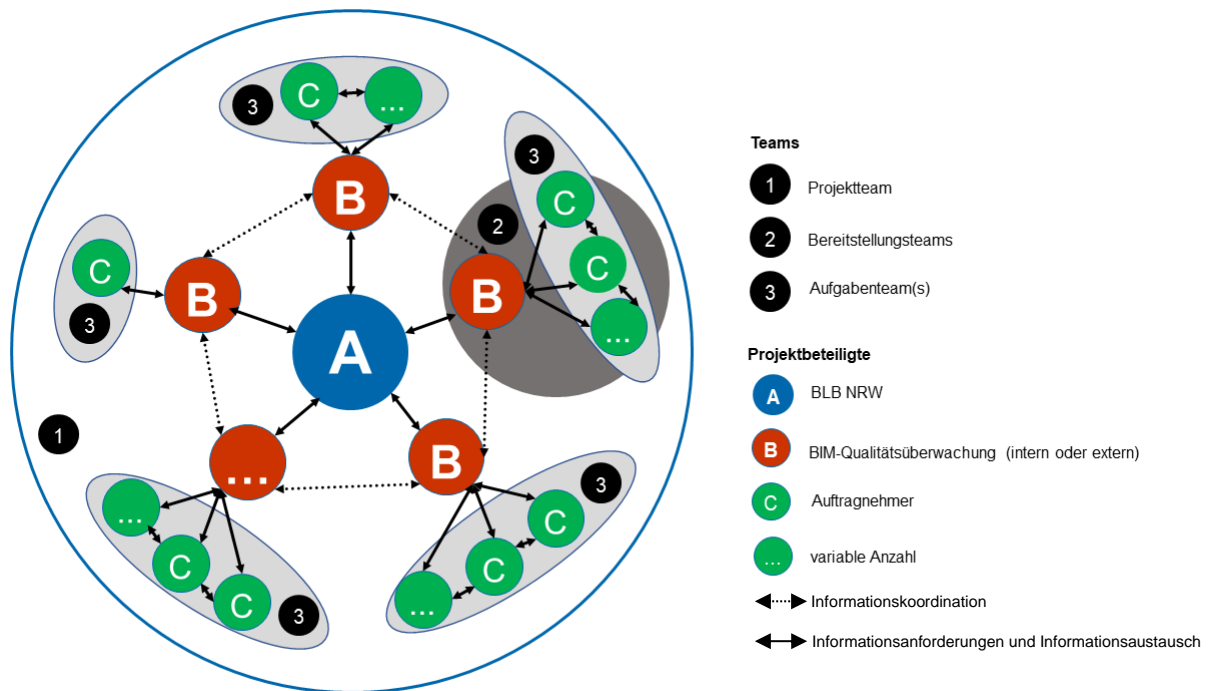 3
C
...
B
3
C
C
...
2
B
C
3
B
A
1
...
B
...
C
C
3
3
C
C
...
Teams
1 Projektteam
2 Bereitstellungsteams
3 Aufgabenteam(s)
Projektbeteiligte
A BLB NRW
B BIM-Qualitätsüberwachung (intern oder extern)
C Auftragnehmer
... variable Anzahl
Informationskoordination
Informationsanforderungen und Informationsaustausch